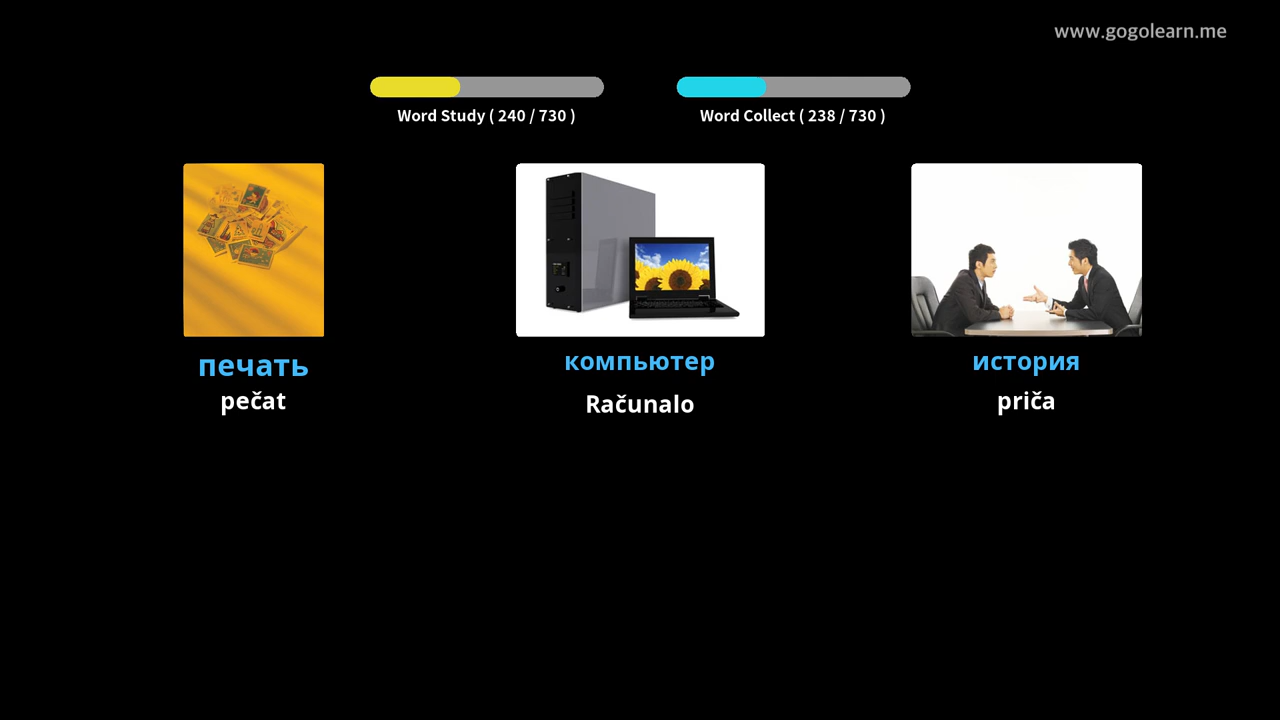 www.gogolearn.me
Word Study ( 240 / 730 )
Word Collect ( 238 / 730 )
печать
pečat
компьютер
Računalo
история
priča